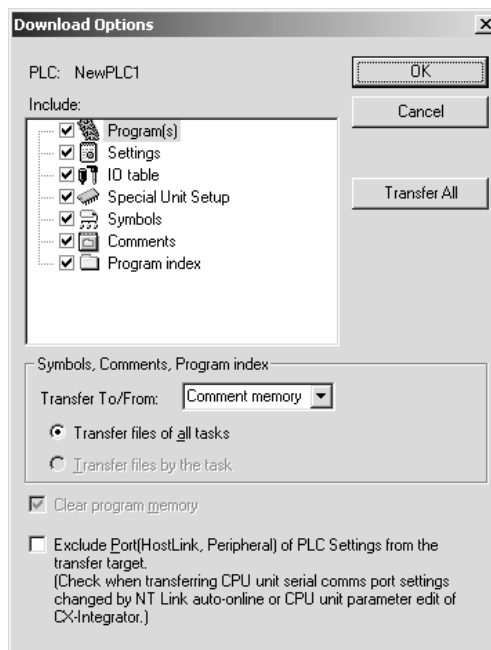 Download Options
PLC: NewPLC1
OK
Include:
Cancel
Program(s)
Settings
IO table
Transfer All
Special Unit Setup
Symbols
Comments
Program index
Symbols, Comments, Program index
Transfer To/From: Comment memory
Transfer files of all tasks
Transfer files by the task
Clear program memory
Exclude Port(HostLink, Peripheral) of PLC Settings from the
transfer target.
(Check when transferring CPU unit serial comms port settings
changed by NT Link auto-online or CPU unit parameter edit of
CX-Integrator.)